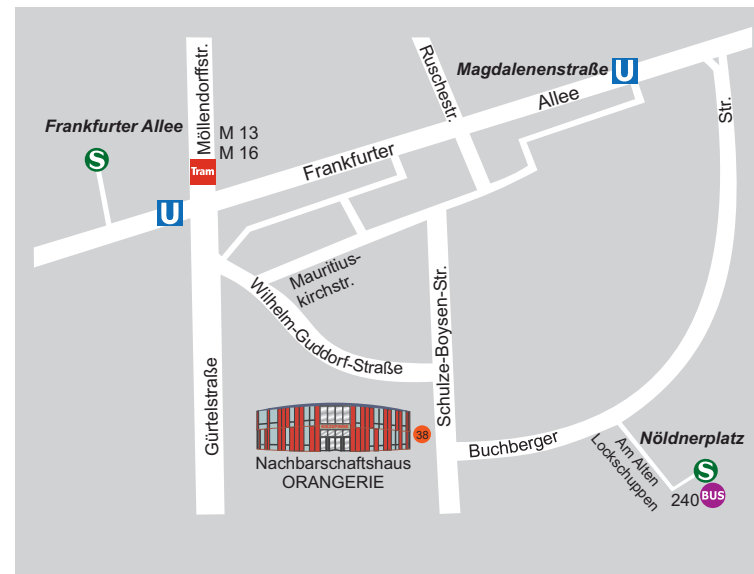 Möllendorffstr.
Ruschestr.
Magdalenenstraße
U
Allee
Str.
Frankfurter Allee
M 13
M 16
S
Tram
Frankfurter
U
Mauritius-
kirchstr.
Wilhelm-Guddorf-Straße
Schulze-Boysen-Str.
Gürtelstraße
38
Nachbarschaftshaus
ORANGERIE
Buchberger
Nöldnerplatz
Am Alten
Lockschuppen
S
240
BUS